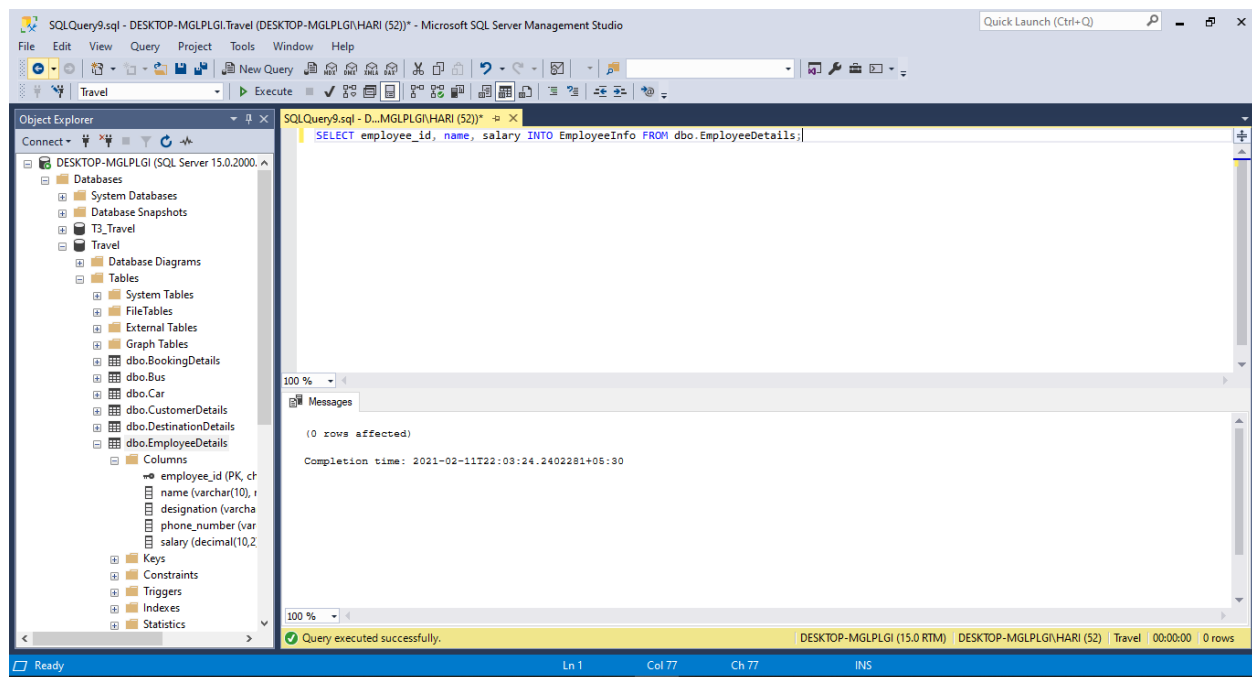 SQLQuery9.sql - DESKTOP-MGLPLGI.Travel (DESKTOP-MGLPLGI\HARI (52))* - Microsoft SQL Server Management Studio
Quick Launch (Ctrl+Q)
File Edit View Query Project Tools Window Help
New Query MDX DMX XMLA DAX
Travel Execute
Object Explorer
SQLQuery9.sql - D...MGLPLGI\HARI (52))*
Connect
SELECT employee_id, name, salary INTO EmployeeInfo FROM dbo.EmployeeDetails;
DESKTOP-MGLPLGI (SQL Server 15.0.2000.
Databases
System Databases
Database Snapshots
T3_Travel
Travel
Database Diagrams
Tables
System Tables
FileTables
External Tables
Graph Tables
dbo.BookingDetails
dbo.Bus
dbo.Car
dbo.CustomerDetails
dbo.DestinationDetails
dbo.EmployeeDetails
Columns
employee_id (PK, ch
name (varchar(10), r
designation (varcha
phone_number (var
salary (decimal(10,2
Keys
Constraints
Triggers
Indexes
Statistics
100 %
Messages
(0 rows affected)
Completion time: 2021-02-11T22:03:24.2402281+05:30
100 %
Query executed successfully.
DESKTOP-MGLPLGI (15.0 RTM) DESKTOP-MGLPLGI\HARI (52) Travel 00:00:00 0 rows
Ready Ln 1 Col 77 Ch 77 INS